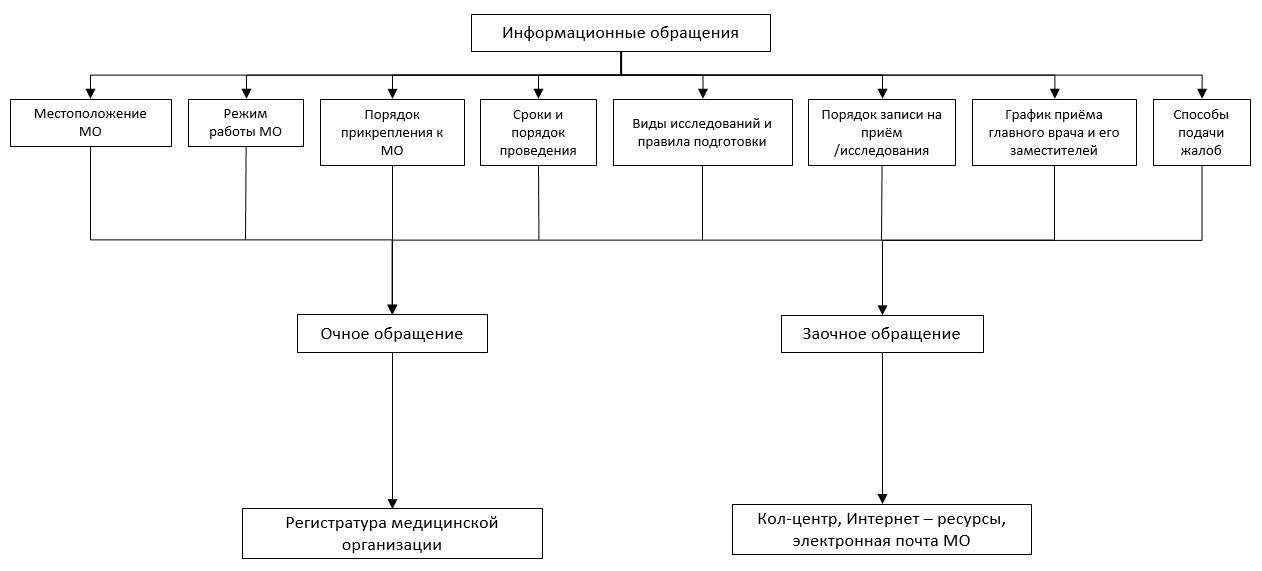 Информационные обращения
Местоположение
МО
Режим
работы МО
Порядок
прикрепления к
МО
Сроки и
порядок
проведения
Виды исследований и
правила подготовки
Порядок записи на
приём
/исследования
График приёма
главного врача и его
заместителей
Способы
подачи
жалоб
Очное обращение
Заочное обращение
Регистратура медицинской
организации
Кол-центр, Интернет – ресурсы,
электронная почта МО